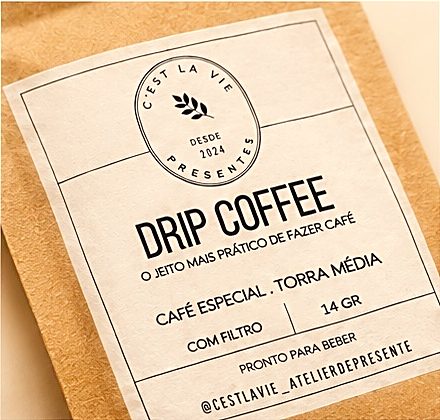 C'EST LA VIE
DESDE
2024
PRESENTES
DRIP COFFEE
O JEITO MAIS PRÁTICO DE FAZER CAFÉ
CAFÉ ESPECIAL . TORRA MÉDIA
COM FILTRO
14 GR
PRONTO PARA BEBER
@CESTLAVIE_ATELIERDEPRESENTE